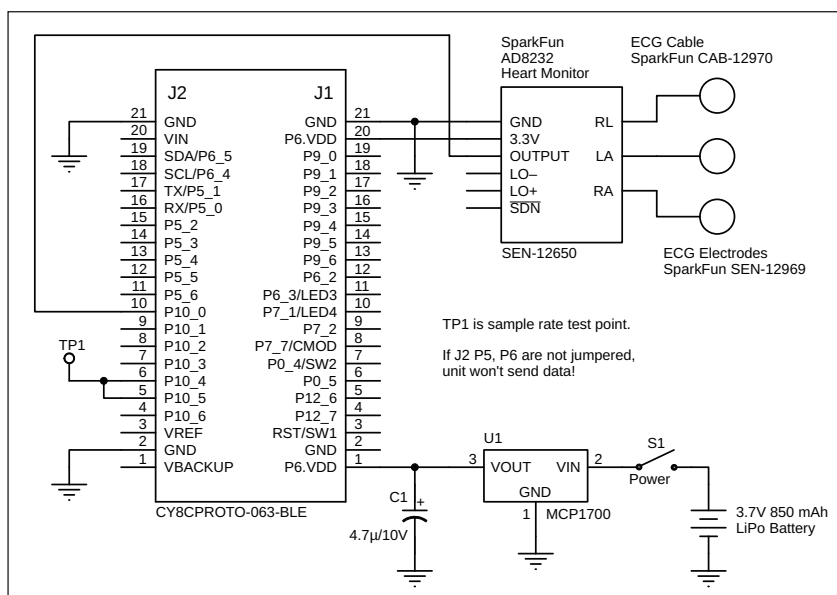 SparkFun
AD8232
Heart Monitor
ECG Cable
SparkFun CAB-12970
J2
J1
21 GND
20 VIN
19 SDA/P6_5
18 SCL/P6_4
17 TX/P5_1
16 RX/P5_0
15 P5_2
14 P5_3
13 P5_4
12 P5_5
11 P5_6
10 P10_0
9 P10_1
8 P10_2
7 P10_3
6 P10_4
5 P10_5
4 P10_6
3 VREF
2 GND
1 VBACKUP
TP1
GND 21
P6.VDD 20
P9_0 19
P9_1 18
P9_2 17
P9_3 16
P9_4 15
P9_5 14
P9_6 13
P6_2 12
P6_3/LED3 11
P7_1/LED4 10
P7_2 9
P7_7/CMOD 8
P0_4/SW2 7
P0_5 6
P12_6 5
P12_7 4
RST/SW1 3
GND 2
P6.VDD 1
CY8CPROTO-063-BLE
GND
3.3V
OUTPUT
LO–
LO+
SDN
RL
LA
RA
SEN-12650
ECG Electrodes
SparkFun SEN-12969
TP1 is sample rate test point.
If J2 P5, P6 are not jumpered,
unit won't send data!
C1
+
4.7µ/10V
U1
3 VOUT VIN 2
GND
1 MCP1700
S1
Power
3.7V 850 mAh
LiPo Battery